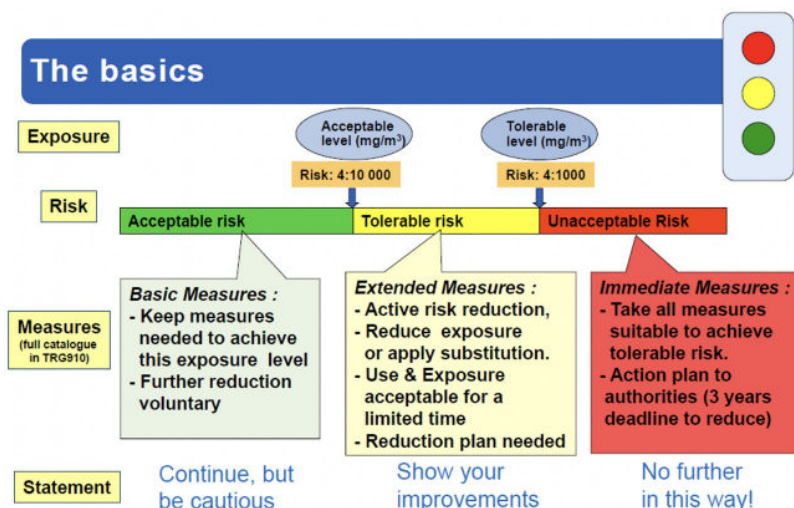 The basics
Exposure
Acceptable
level (mg/m³)
Tolerable
level (mg/m³)
Risk: 4:10 000
Risk: 4:1000
Risk
Acceptable risk
Tolerable risk
Unacceptable Risk
Measures
(full catalogue
in TRG910)
Basic Measures :
- Keep measures
needed to achieve
this exposure level
- Further reduction
voluntary
Extended Measures :
- Active risk reduction,
- Reduce exposure
or apply substitution.
- Use & Exposure
acceptable for a
limited time
- Reduction plan needed
Immediate Measures :
- Take all measures
suitable to achieve
tolerable risk.
- Action plan to
authorities (3 years
deadline to reduce)
Statement
Continue, but
be cautious
Show your
improvements
No further
in this way!